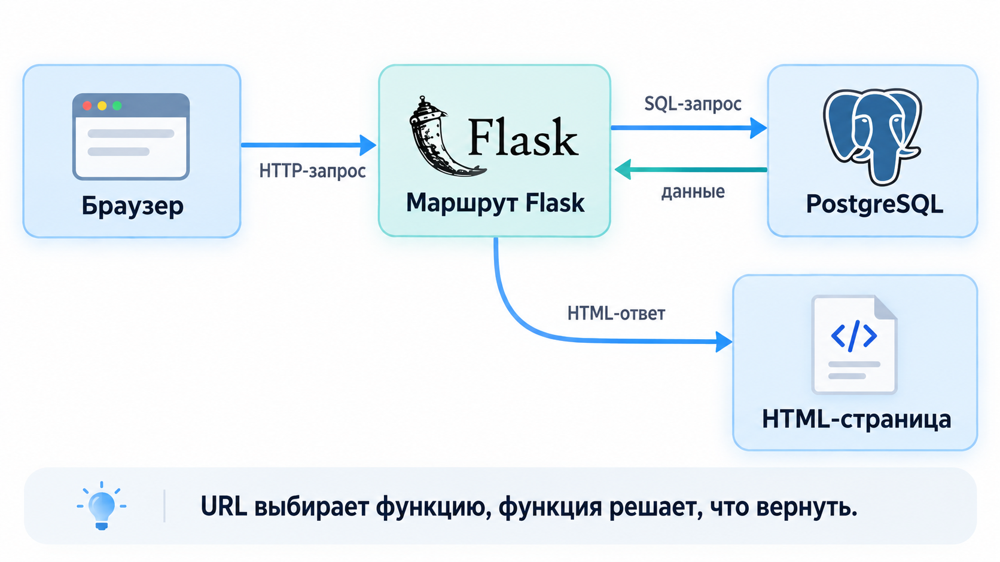 Браузер
HTTP-запрос
Flask
Маршрут Flask
SQL-запрос
данные
PostgreSQL
HTML-ответ
</>
HTML-страница
URL выбирает функцию, функция решает, что вернуть.